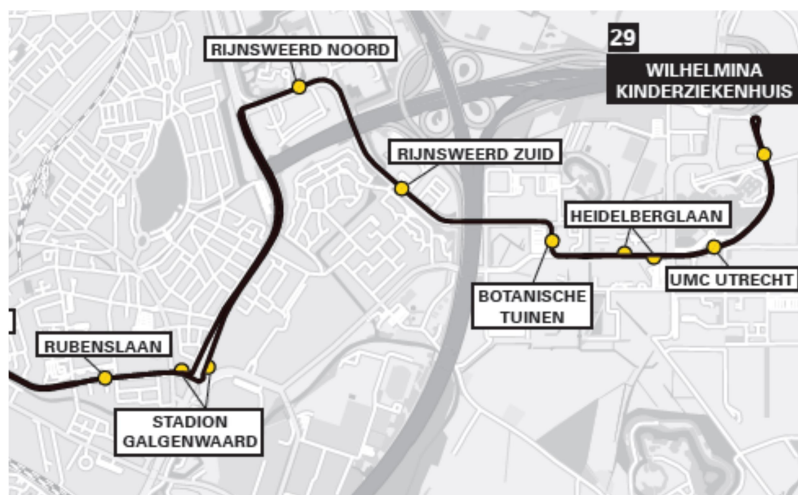 RIJNSWEERD NOORD
29
WILHELMINA
KINDERZIEKENHUIS
RIJNSWEERD ZUID
HEIDELBERGLAAN
UMC UTRECHT
BOTANISCHE
TUINEN
RUBENSLAAN
STADION
GALGENWAARD